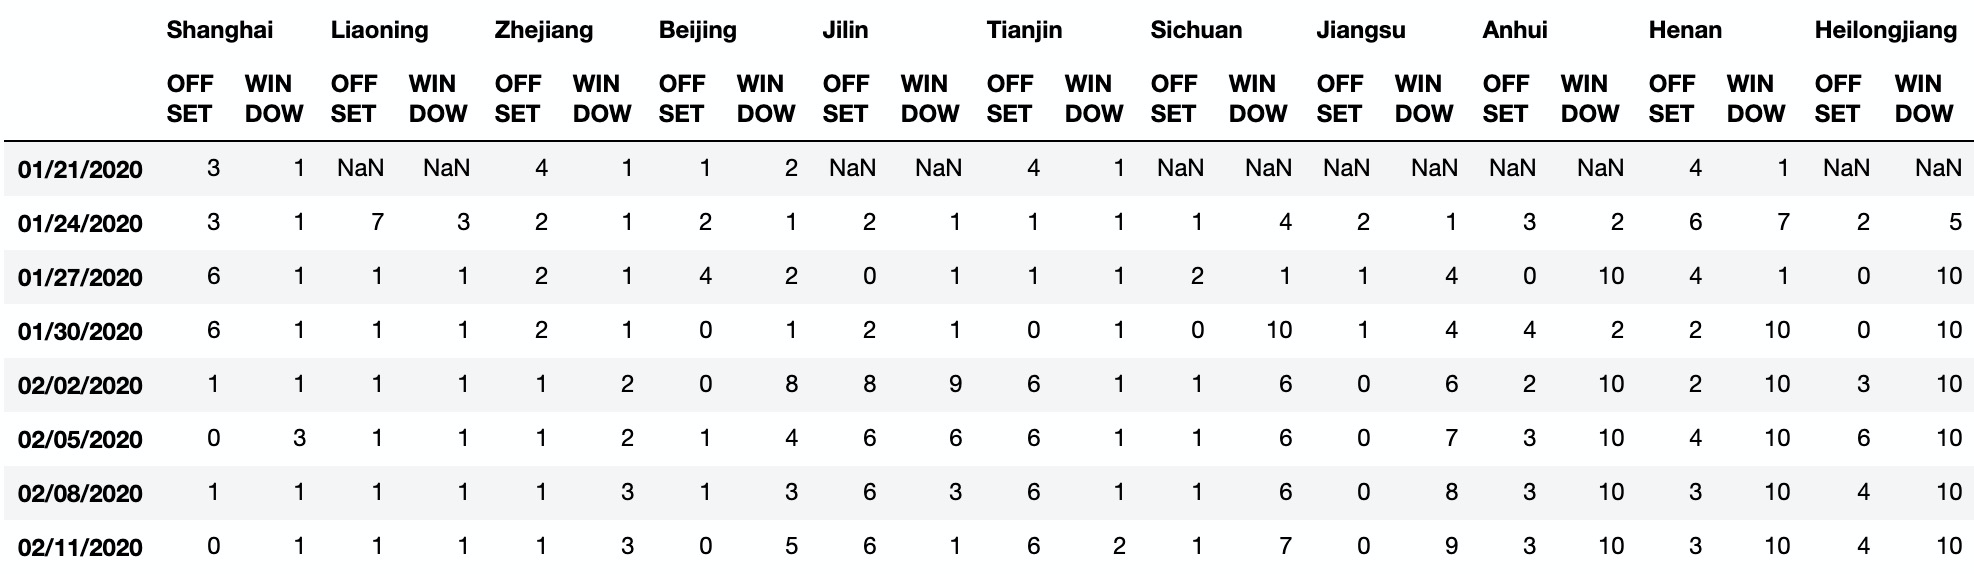 Shanghai Liaoning Zhejiang Beijing Jilin Tianjin Sichuan Jiangsu Anhui Henan Heilongjiang
OFF WIN OFF WIN OFF WIN OFF WIN OFF WIN OFF WIN OFF WIN OFF WIN OFF WIN OFF WIN OFF WIN
SET DOW SET DOW SET DOW SET DOW SET DOW SET DOW SET DOW SET DOW SET DOW SET DOW SET DOW
01/21/2020 3 1 NaN NaN 4 1 1 2 NaN NaN 4 1 NaN NaN NaN NaN NaN NaN 4 1 NaN NaN
01/24/2020 3 1 7 3 2 1 2 1 2 1 1 1 1 4 2 1 3 2 6 7 2 5
01/27/2020 6 1 1 1 2 1 4 2 0 1 1 1 2 1 1 4 0 10 4 1 0 10
01/30/2020 6 1 1 1 2 1 0 1 2 1 0 1 0 10 1 4 4 2 2 10 0 10
02/02/2020 1 1 1 1 1 2 0 8 8 9 6 1 1 6 0 6 2 10 2 10 3 10
02/05/2020 0 3 1 1 1 2 1 4 6 6 6 1 1 6 0 7 3 10 4 10 6 10
02/08/2020 1 1 1 1 1 3 1 3 6 3 6 1 1 6 0 8 3 10 3 10 4 10
02/11/2020 0 1 1 1 1 3 0 5 6 1 6 2 1 7 0 9 3 10 3 10 4 10